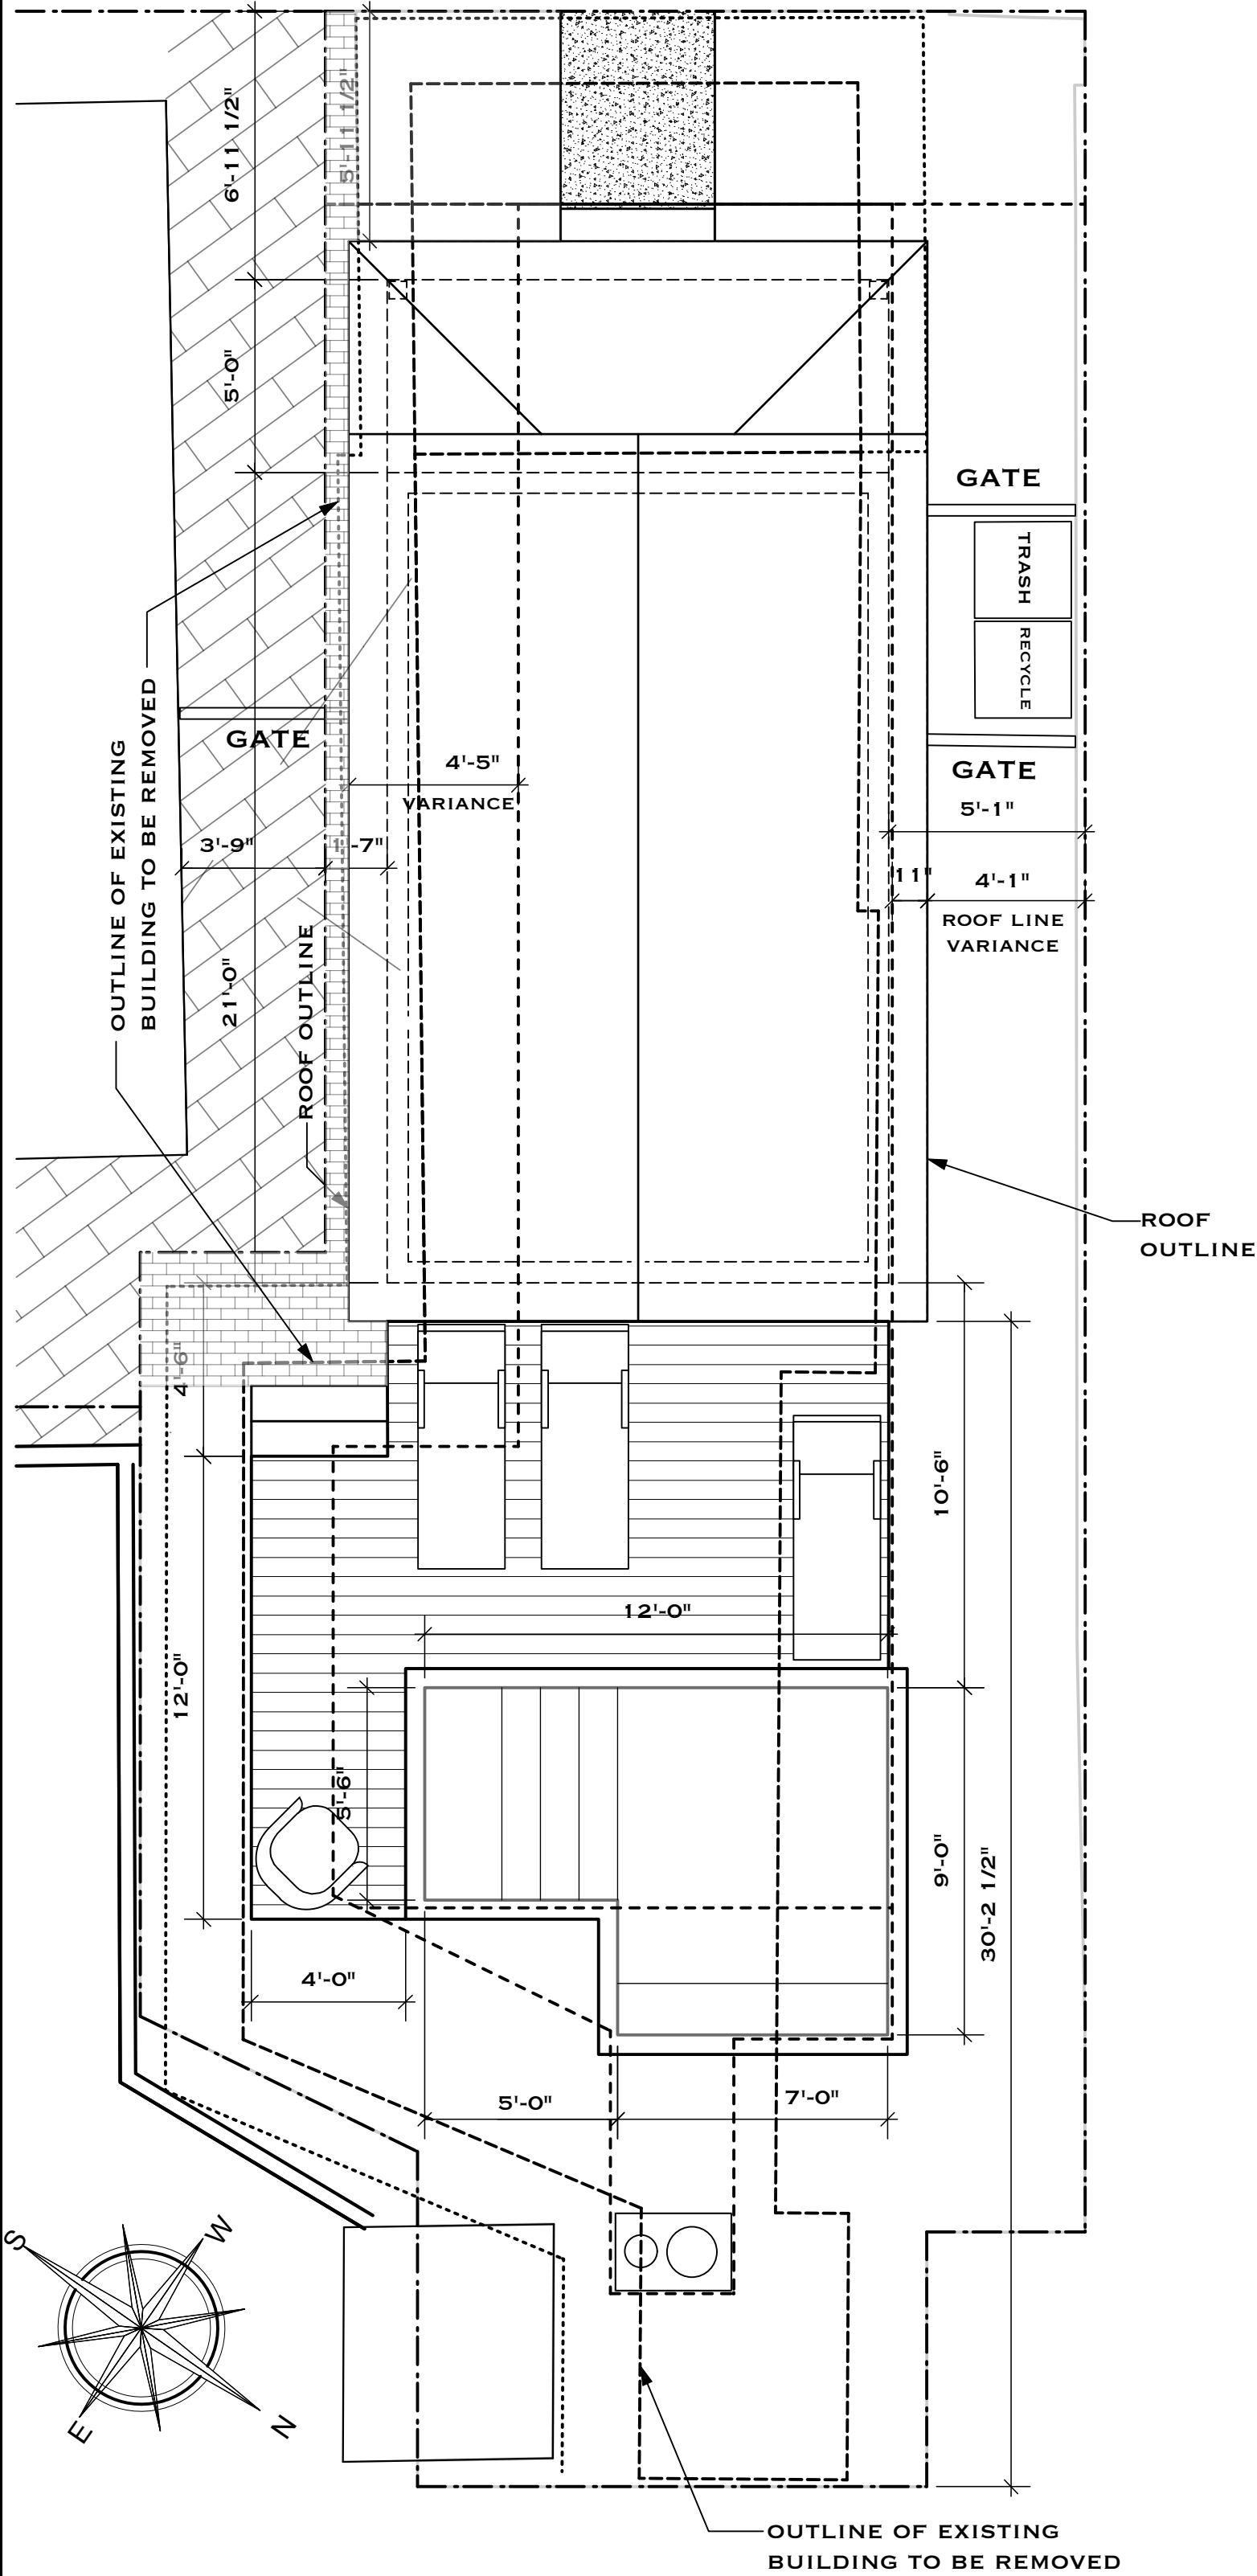 6'-11 1/2"
5'-11 1/2"
5'-0"
GATE
TRASH
RECYCLE
OUTLINE OF EXISTING
BUILDING TO BE REMOVED
GATE
4'-5"
VARIANCE
GATE
5'-1"
3'-9"
-7"
11"
4'-1"
ROOF LINE
VARIANCE
21'-0"
ROOF OUTLINE
ROOF
OUTLINE
4'-6"
10'-6"
12'-0"
12'-0"
5'-6"
9'-0"
30'-2 1/2"
4'-0"
5'-0"
7'-0"
S
W
E
N
OUTLINE OF EXISTING
BUILDING TO BE REMOVED